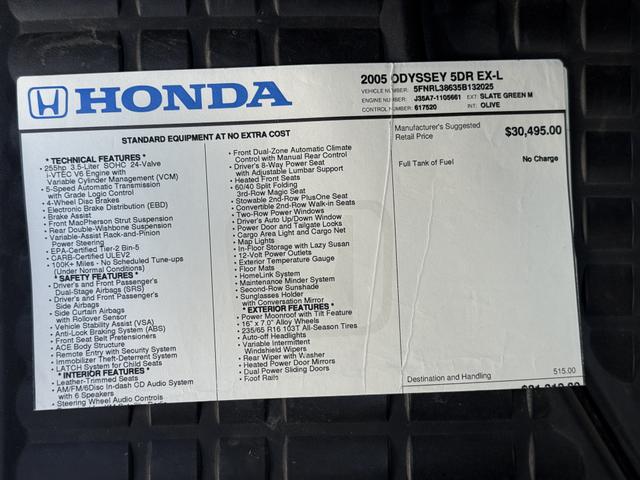 HONDA
2005 ODYSSEY 5DR EX-L
VEHICLE NUMBER: 5FNRL38635B132025
ENGINE NUMBER: J35A7-1105661 EXT: SLATE GREEN M
CONTROL NUMBER: 617520 INT: OLIVE
STANDARD EQUIPMENT AT NO EXTRA COST
* TECHNICAL FEATURES *
• 255hp 3.5-Liter SOHC 24-Valve
i-VTEC V6 Engine with
Variable Cylinder Management (VCM)
• 5-Speed Automatic Transmission
with Grade Logic Control
• 4-Wheel Disc Brakes
• Electronic Brake Distribution (EBD)
• Brake Assist
• Front MacPherson Strut Suspension
• Rear Double-Wishbone Suspension
• Variable-Assist Rack-and-Pinion
Power Steering
• EPA-Certified Tier-2 Bin-5
• CARB-Certified ULEV2
• 100K+ Miles - No Scheduled Tune-ups
(Under Normal Conditions)
* SAFETY FEATURES *
• Driver's and Front Passenger's
Dual-Stage Airbags (SRS)
• Driver's and Front Passenger's
Side Airbags
• Side Curtain Airbags
with Rollover Sensor
• Vehicle Stability Assist (VSA)
• Anti-Lock Braking System (ABS)
• Front Seat Belt Pretensioners
• ACE Body Structure
• Remote Entry with Security System
• Immobilizer Theft-Deterrent System
• LATCH System for Child Seats
* INTERIOR FEATURES *
• Leather-Trimmed Seats
• AM/FM/6Disc In-dash CD Audio System
with 6 Speakers
• Steering Wheel Audio Controls
• Front Dual-Zone Automatic Climate
Control with Manual Rear Control
• Driver's 8-Way Power Seat
with Adjustable Lumbar Support
• Heated Front Seats
• 60/40 Split Folding
3rd-Row Magic Seat
• Stowable 2nd-Row PlusOne Seat
• Convertible 2nd-Row Walk-in Seats
• Two-Row Power Windows
• Driver's Auto Up/Down Window
• Power Door and Tailgate Locks
• Cargo Area Light and Cargo Net
• Map Lights
• In-Floor Storage with Lazy Susan
• 12-Volt Power Outlets
• Exterior Temperature Gauge
• Floor Mats
• HomeLink System
• Maintenance Minder System
• Second-Row Sunshade
• Sunglasses Holder
with Conversation Mirror
* EXTERIOR FEATURES *
• Power Moonroof with Tilt Feature
• 16" x 7.0" Alloy Wheels
• 235/65 R16 103T All-Season Tires
• Auto-off Headlights
• Variable Intermittent
Windshield Wipers
• Rear Wiper with Washer
• Heated Power Door Mirrors
• Dual Power Sliding Doors
• Roof Rails
Manufacturer's Suggested
Retail Price $30,495.00
Full Tank of Fuel No Charge
Destination and Handling 515.00